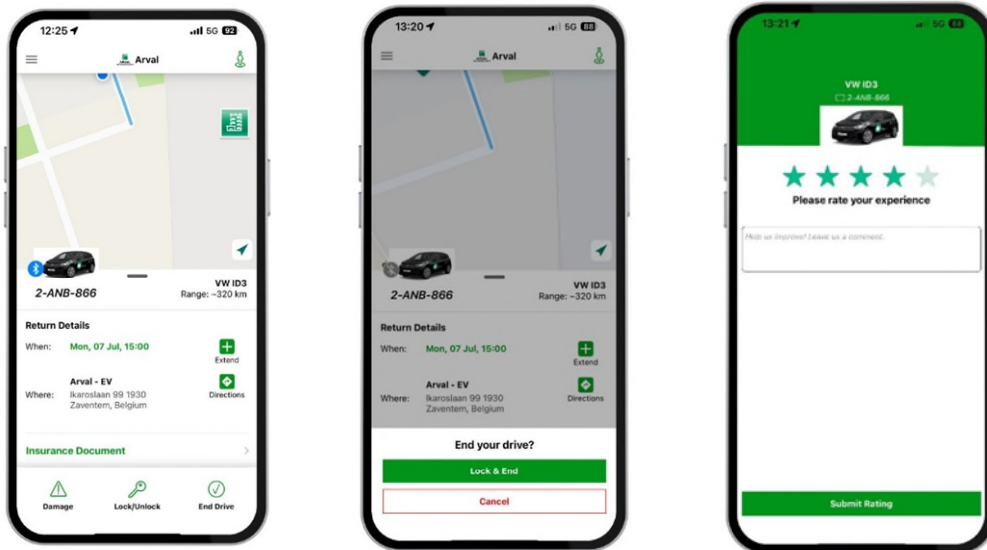 12:25
5G 92
Arval
2-ANB-866
VW ID3
Range: ~320 km
Return Details
When: Mon, 07 Jul, 15:00
Extend
Arval - EV
Where: Ikaroslaan 99 1930
Zaventem, Belgium
Directions
Insurance Document
Damage
Lock/Unlock
End Drive
13:20
5G 88
Arval
2-ANB-866
VW ID3
Range: ~320 km
Return Details
When: Mon, 07 Jul, 15:00
Extend
Arval - EV
Where: Ikaroslaan 99 1930
Zaventem, Belgium
Directions
End your drive?
Lock & End
Cancel
13:21
5G 88
VW ID3
2-ANB-866
Please rate your experience
Help us improve! Leave us a comment.
Submit Rating